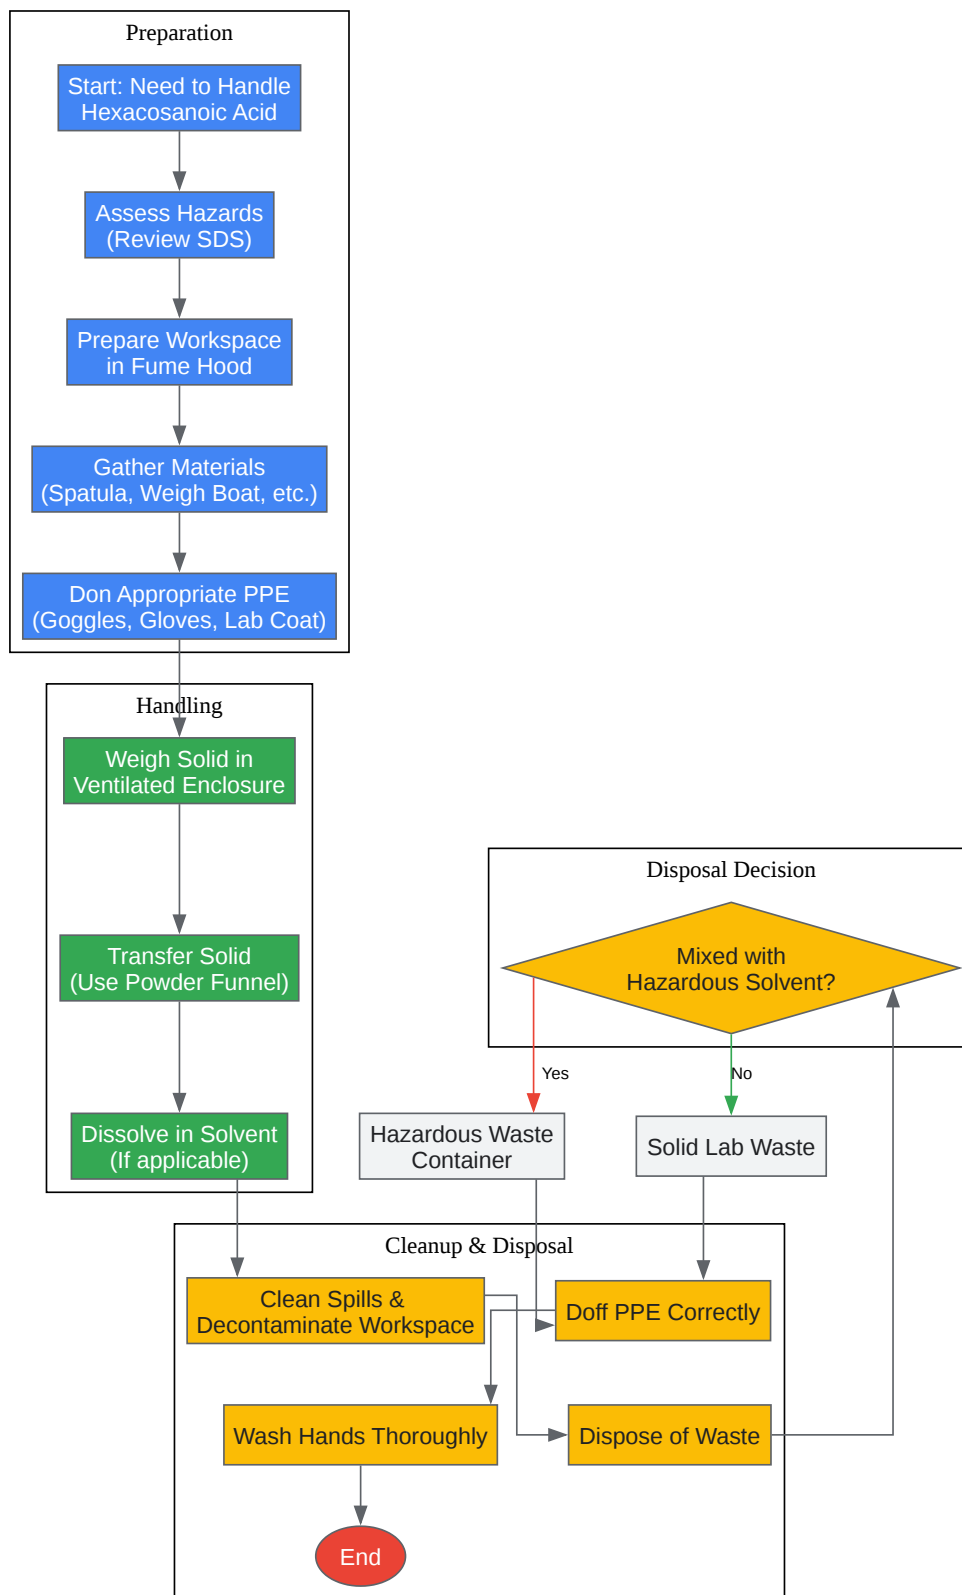 Preparation
Start: Need to Handle
Hexacosanoic Acid
Assess Hazards
(Review SDS)
Prepare Workspace
in Fume Hood
Gather Materials
(Spatula, Weigh Boat, etc.)
Don Appropriate PPE
(Goggles, Gloves, Lab Coat)
Handling
Weigh Solid in
Ventilated Enclosure
Transfer Solid
(Use Powder Funnel)
Dissolve in Solvent
(If applicable)
Disposal Decision
Mixed with
Hazardous Solvent?
Yes
No
Hazardous Waste
Container
Solid Lab Waste
Cleanup & Disposal
Clean Spills &
Decontaminate Workspace
Doff PPE Correctly
Wash Hands Thoroughly
Dispose of Waste
End